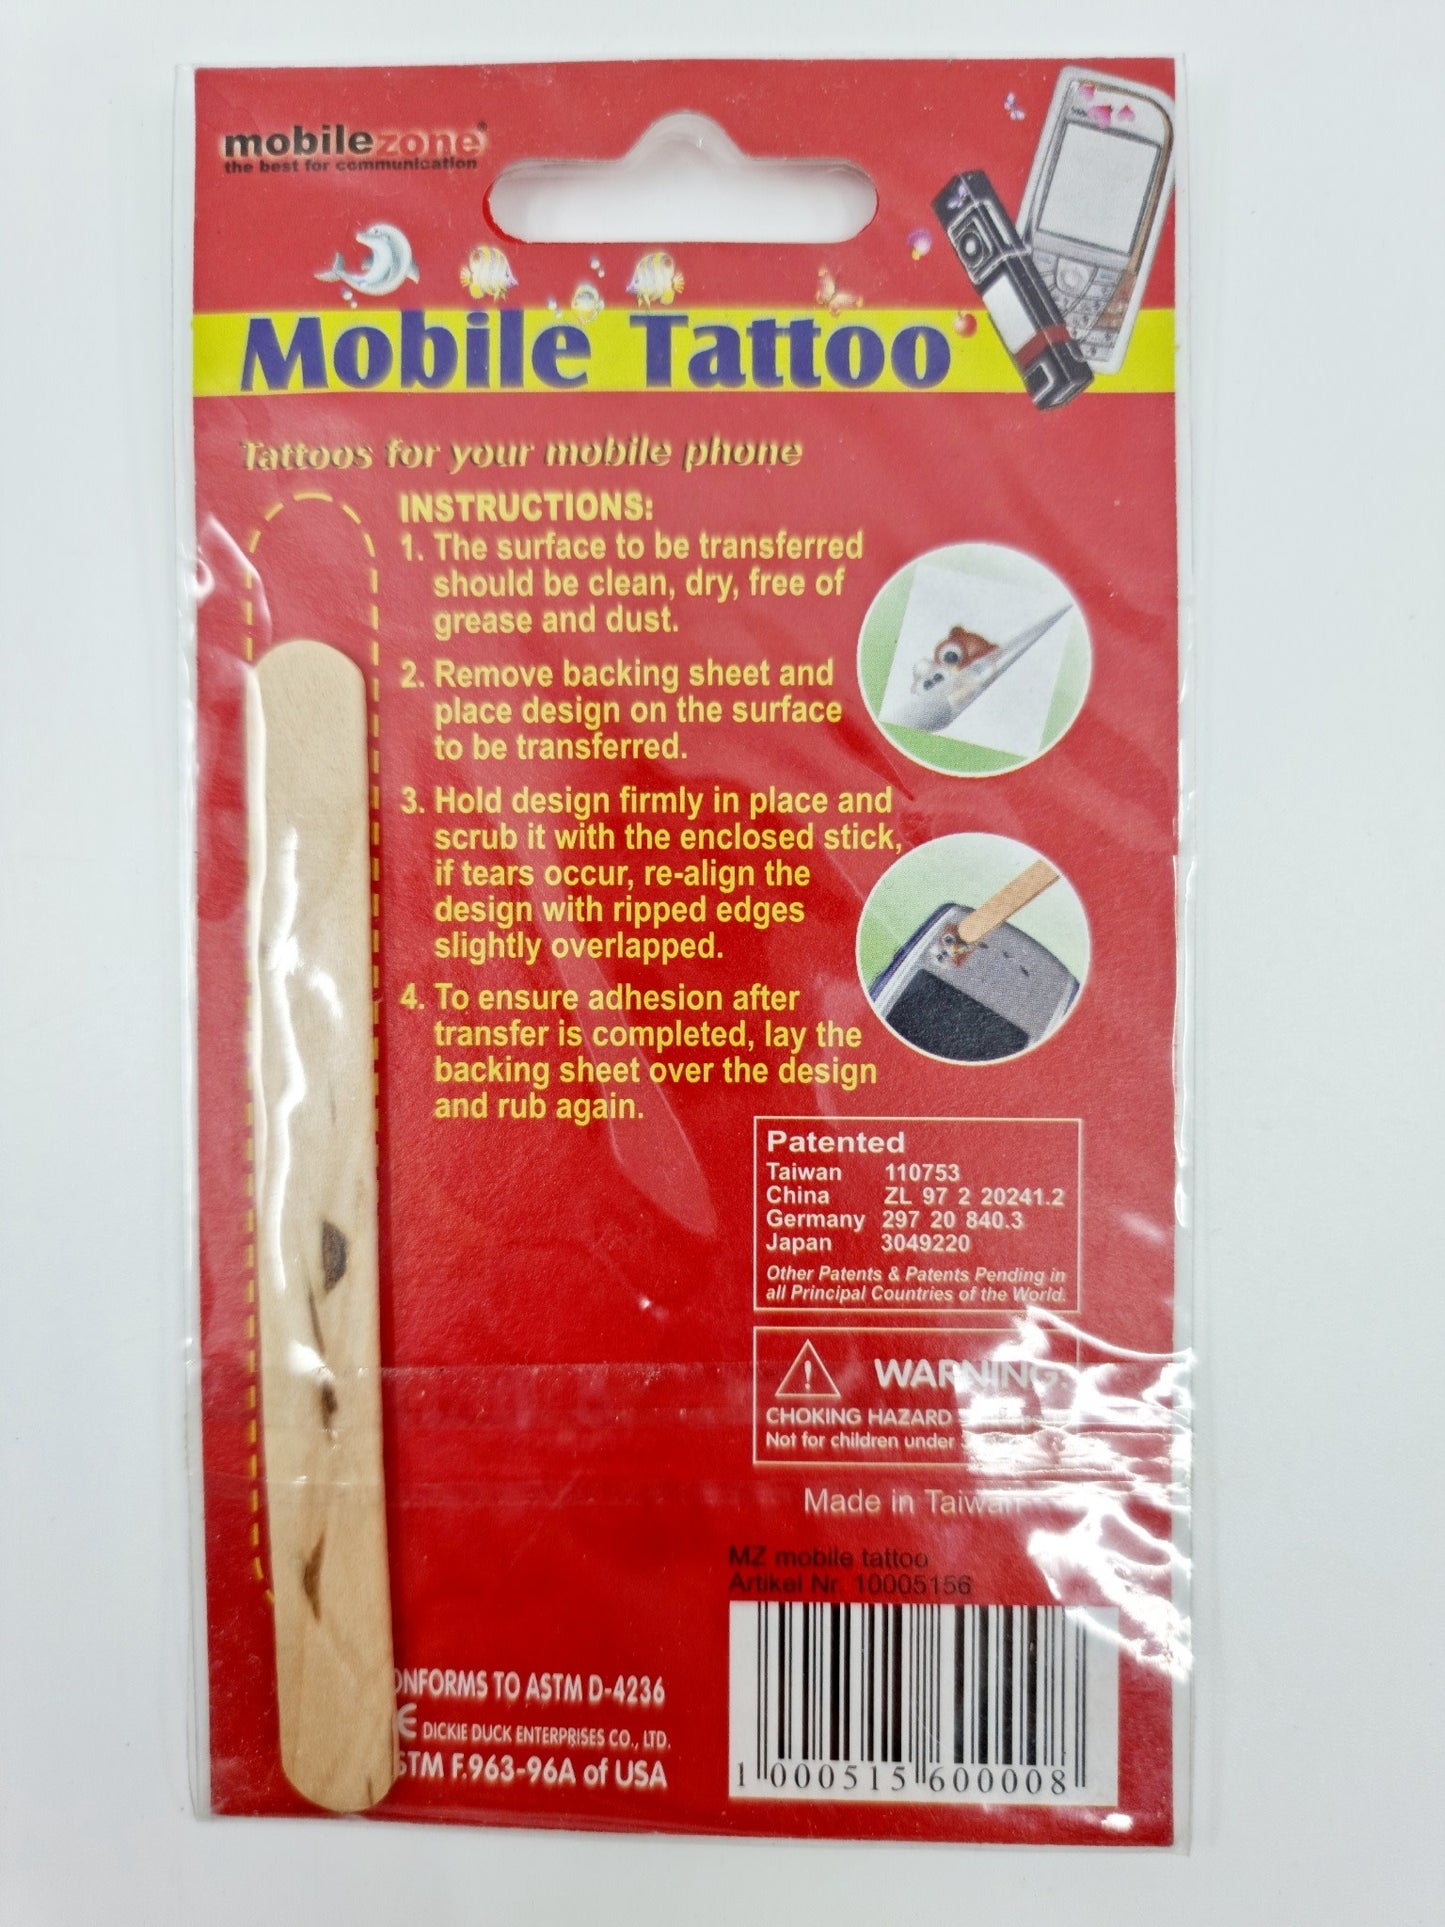 mobilezone®
the best for communication
Mobile Tattoo
Tattoos for your mobile phone
INSTRUCTIONS:
1. The surface to be transferred
should be clean, dry, free of
grease and dust.
2. Remove backing sheet and
place design on the surface
to be transferred.
3. Hold design firmly in place and
scrub it with the enclosed stick,
if tears occur, re-align the
design with ripped edges
slightly overlapped.
4. To ensure adhesion after
transfer is completed, lay the
backing sheet over the design
and rub again.
Patented
Taiwan 110753
China ZL 97 2 20241.2
Germany 297 20 840.3
Japan 3049220
Other Patents & Patents Pending in
all Principal Countries of the World.
WARNING:
CHOKING HAZARD
Not for children under
Made in Taiwan
MZ mobile tattoo
Artikel Nr. 10005156
1 000515 600008
ONFORMS TO ASTM D-4236
CE DICKIE DUCK ENTERPRISES CO., LTD.
STM F.963-96A of USA